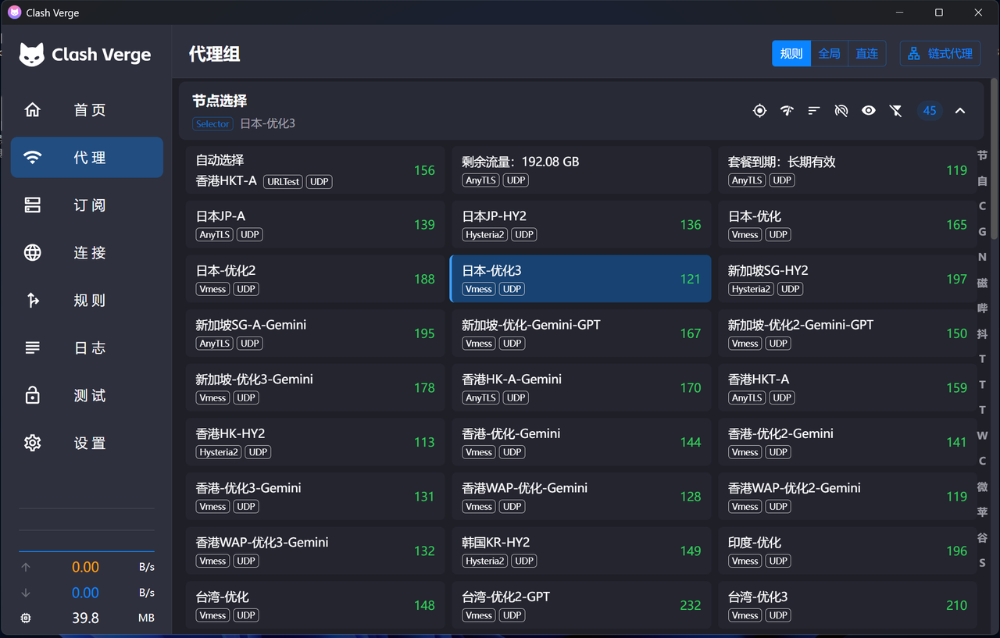 Clash Verge
Clash Verge
首页
代理
订阅
连接
规则
日志
测试
设置
0.00 B/s
0.00 B/s
39.8 MB
代理组
规则 全局 直连 链式代理
节点选择
Selector 日本-优化3
45
自动选择
香港HKT-A URLTest UDP
156
剩余流量：192.08 GB
AnyTLS UDP
套餐到期：长期有效
AnyTLS UDP
119
日本JP-A
AnyTLS UDP
139
日本JP-HY2
Hysteria2 UDP
136
日本-优化
Vmess UDP
165
日本-优化2
Vmess UDP
188
日本-优化3
Vmess UDP
121
新加坡SG-HY2
Hysteria2 UDP
197
新加坡SG-A-Gemini
AnyTLS UDP
195
新加坡-优化-Gemini-GPT
Vmess UDP
167
新加坡-优化2-Gemini-GPT
Vmess UDP
150
新加坡-优化3-Gemini
Vmess UDP
178
香港HK-A-Gemini
AnyTLS UDP
170
香港HKT-A
AnyTLS UDP
159
香港HK-HY2
Hysteria2 UDP
113
香港-优化-Gemini
Vmess UDP
144
香港-优化2-Gemini
Vmess UDP
141
香港-优化3-Gemini
Vmess UDP
131
香港WAP-优化-Gemini
Vmess UDP
128
香港WAP-优化2-Gemini
Vmess UDP
119
香港WAP-优化3-Gemini
Vmess UDP
132
韩国KR-HY2
Hysteria2 UDP
149
印度-优化
Vmess UDP
196
台湾-优化
Vmess UDP
148
台湾-优化2-GPT
Vmess UDP
232
台湾-优化3
Vmess UDP
210
节
自
C
G
N
磁
哔
抖
T
T
T
W
C
微
苹
谷
S